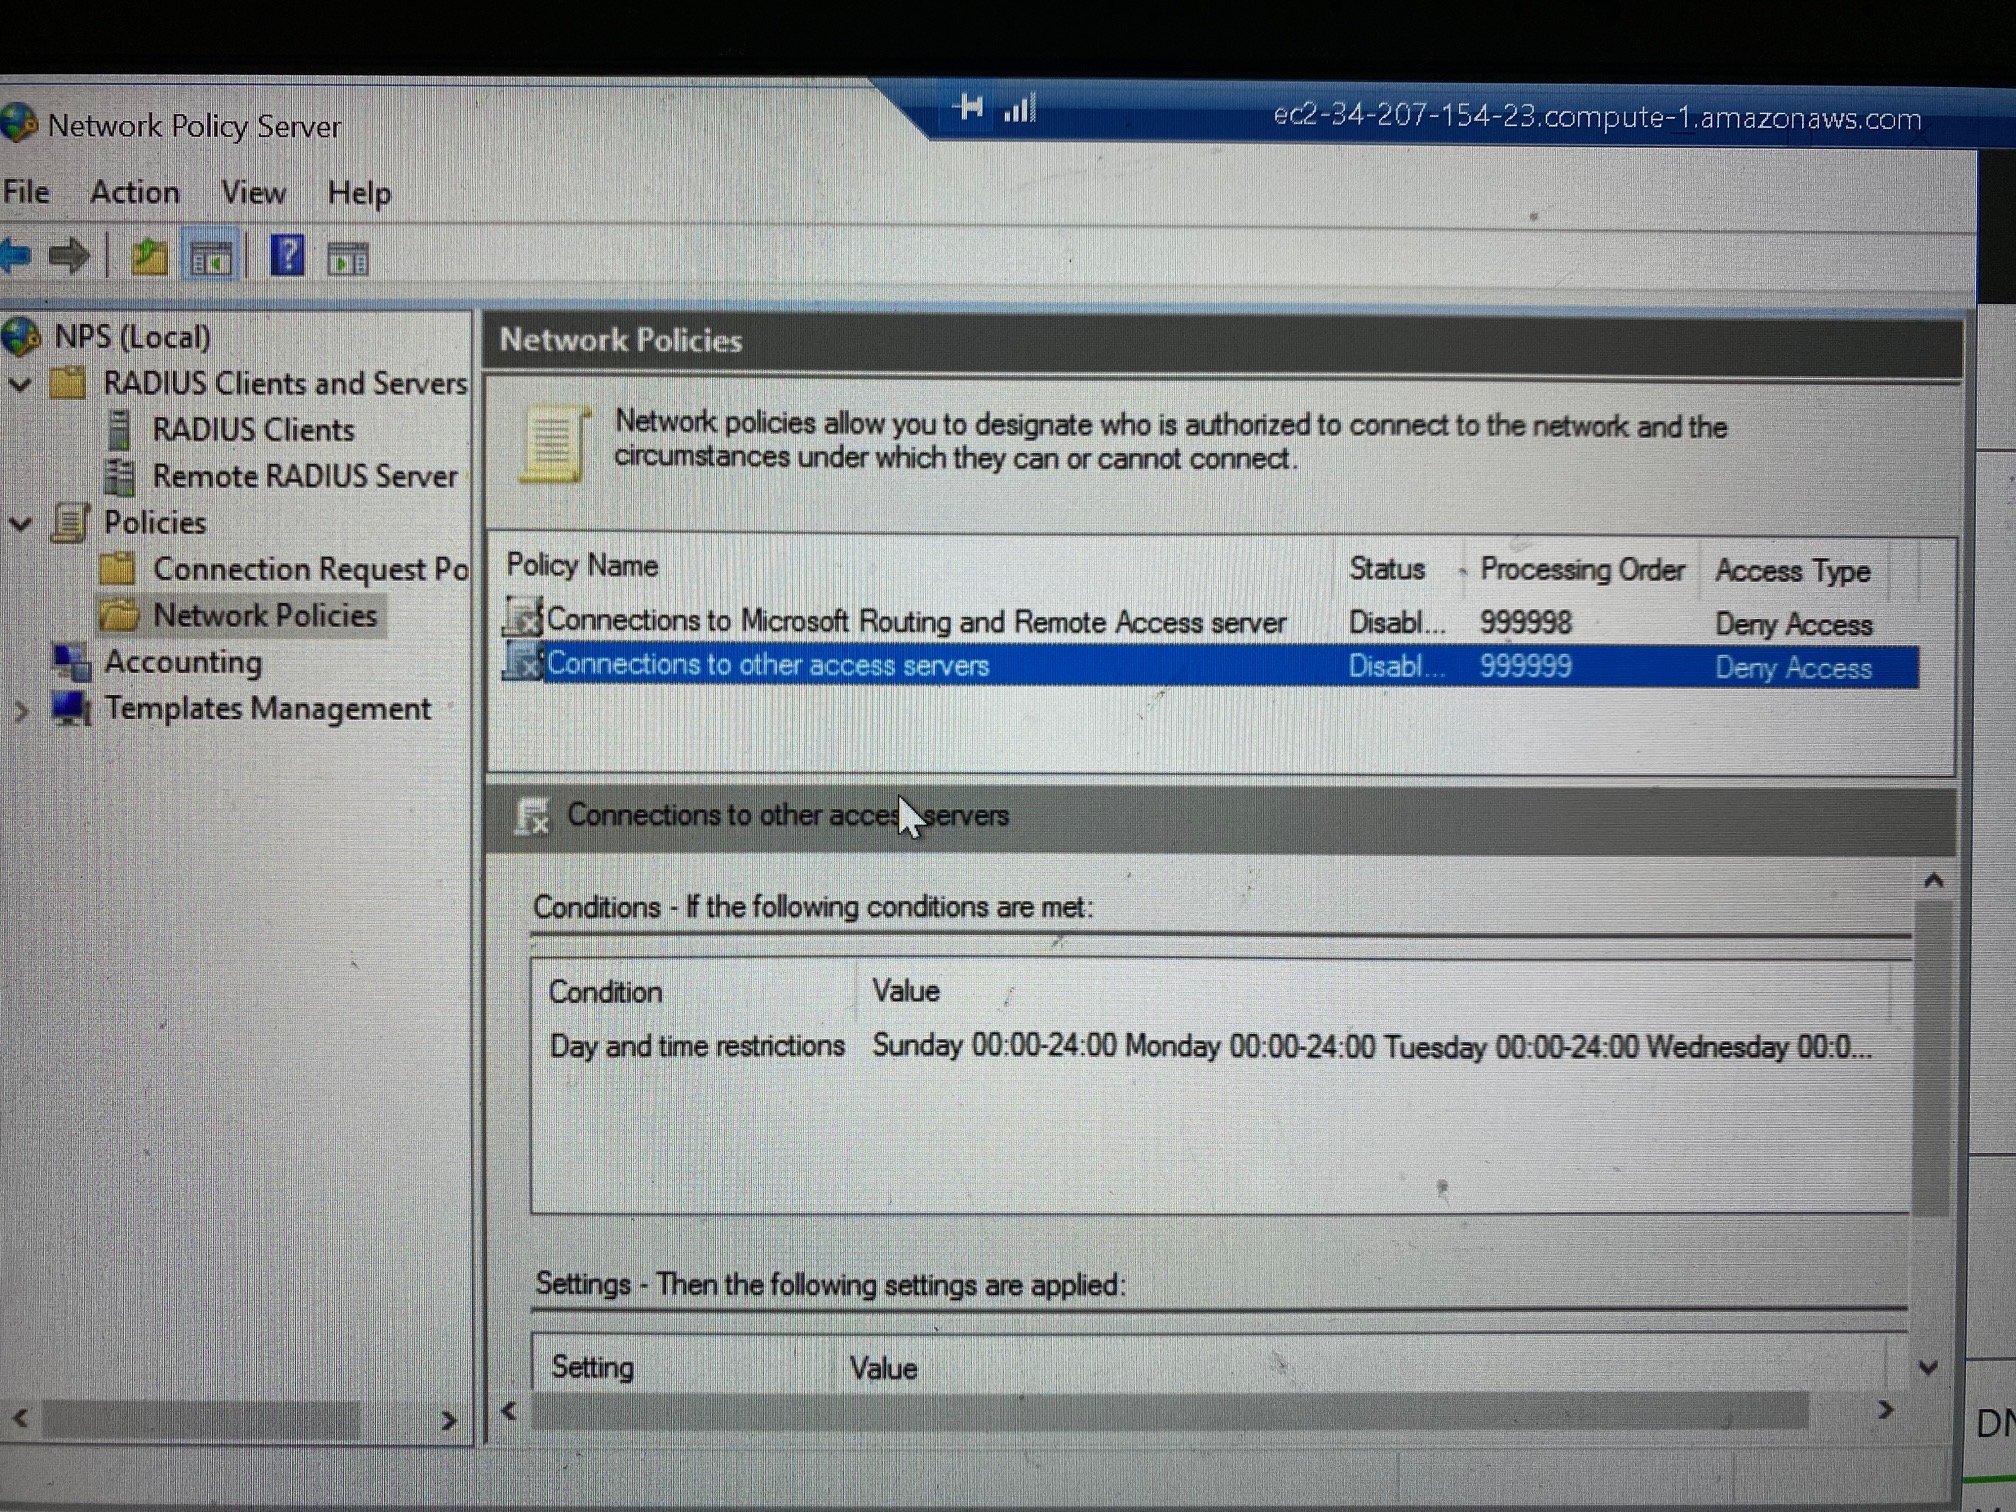 Network Policy Server
ec2-34-207-154-23.compute-1.amazonaws.com
File Action View Help
NPS (Local)
RADIUS Clients and Servers
RADIUS Clients
Remote RADIUS Server
Policies
Connection Request Po
Network Policies
Accounting
Templates Management
Network Policies
Network policies allow you to designate who is authorized to connect to the network and the
circumstances under which they can or cannot connect.
Policy Name Status Processing Order Access Type
Connections to Microsoft Routing and Remote Access server Disabl... 999998 Deny Access
Connections to other access servers Disabl... 999999 Deny Access
Connections to other access servers
Conditions - If the following conditions are met:
Condition Value
Day and time restrictions Sunday 00:00-24:00 Monday 00:00-24:00 Tuesday 00:00-24:00 Wednesday 00:0...
Settings - Then the following settings are applied:
Setting Value
DN